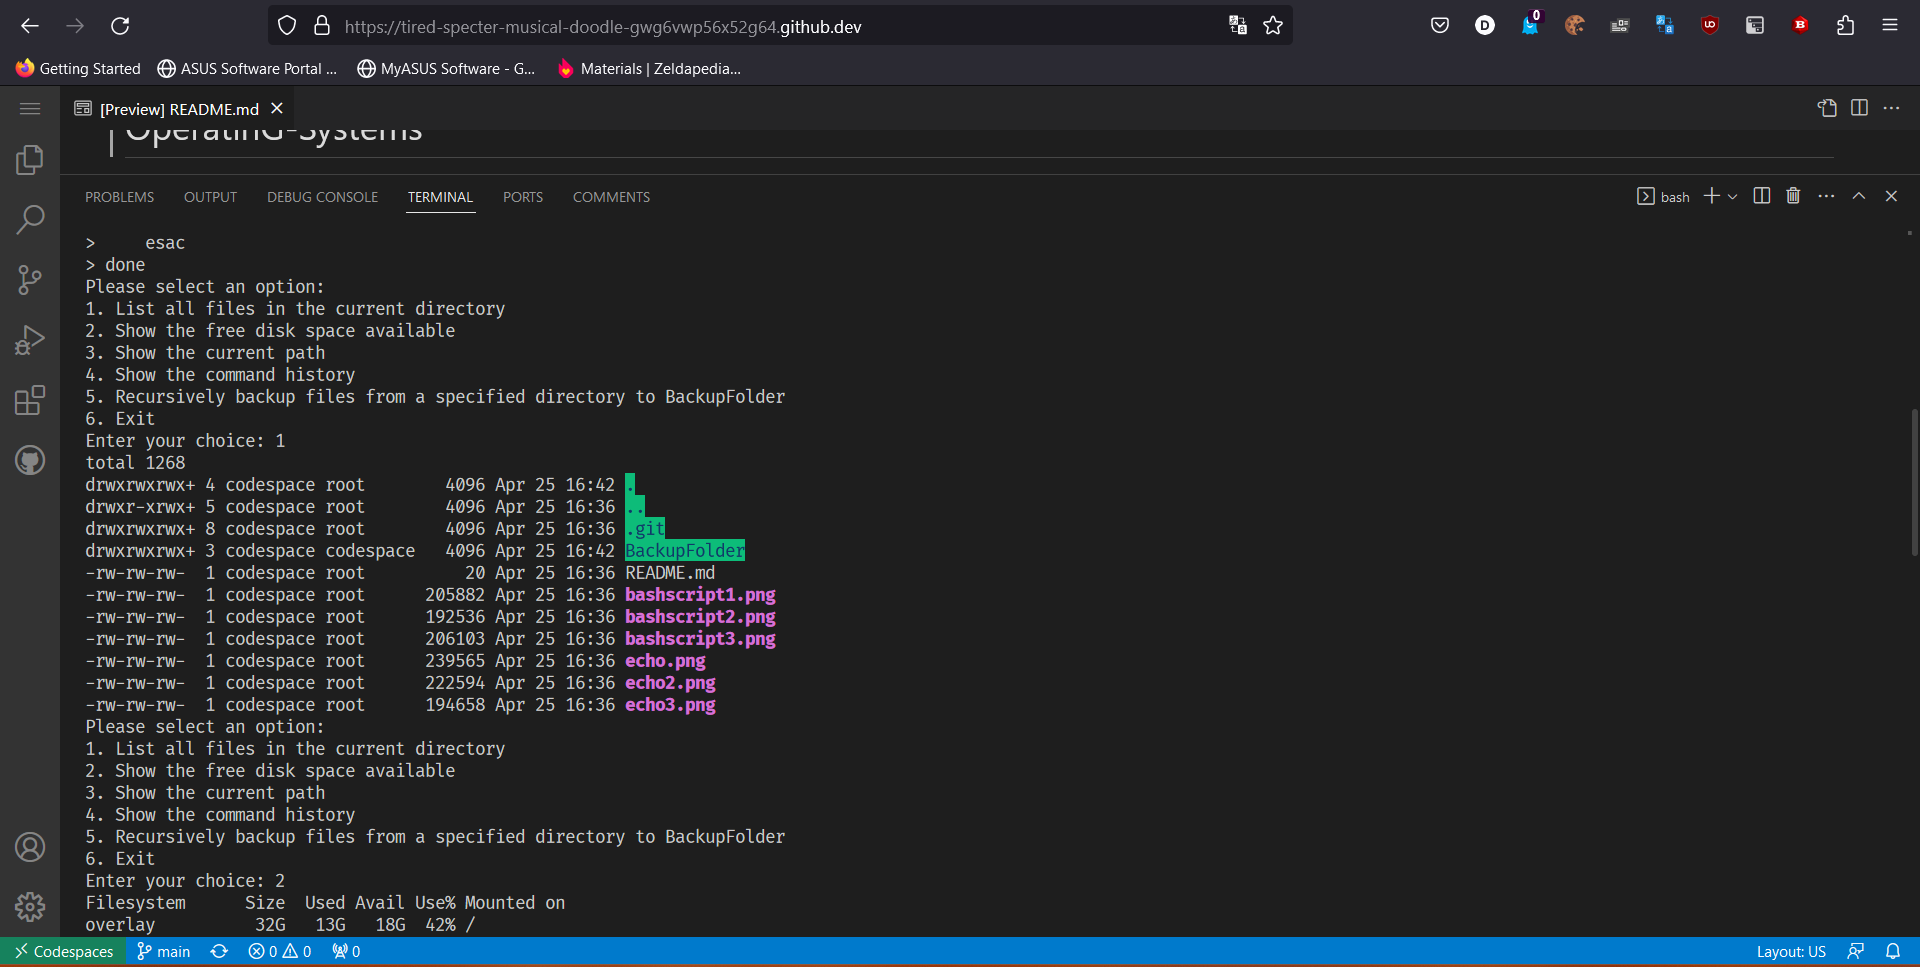 https://tired-specter-musical-doodle-gwg6vwp56x52g64.github.dev
D
0
Getting Started
ASUS Software Portal ...
MyASUS Software - G...
Materials | Zeldapedia...
[Preview] README.md
OperatinG-Systems
PROBLEMS
OUTPUT
DEBUG CONSOLE
TERMINAL
PORTS
COMMENTS
bash
>     esac
> done
Please select an option:
1. List all files in the current directory
2. Show the free disk space available
3. Show the current path
4. Show the command history
5. Recursively backup files from a specified directory to BackupFolder
6. Exit
Enter your choice: 1
total 1268
drwxrwxrwx+ 4 codespace root        4096 Apr 25 16:42 .
drwxr-xrwx+ 5 codespace root        4096 Apr 25 16:36 ..
drwxrwxrwx+ 8 codespace root        4096 Apr 25 16:36 .git
drwxrwxrwx+ 3 codespace codespace   4096 Apr 25 16:42 BackupFolder
-rw-rw-rw-  1 codespace root          20 Apr 25 16:36 README.md
-rw-rw-rw-  1 codespace root      205882 Apr 25 16:36 bashscript1.png
-rw-rw-rw-  1 codespace root      192536 Apr 25 16:36 bashscript2.png
-rw-rw-rw-  1 codespace root      206103 Apr 25 16:36 bashscript3.png
-rw-rw-rw-  1 codespace root      239565 Apr 25 16:36 echo.png
-rw-rw-rw-  1 codespace root      222594 Apr 25 16:36 echo2.png
-rw-rw-rw-  1 codespace root      194658 Apr 25 16:36 echo3.png
Please select an option:
1. List all files in the current directory
2. Show the free disk space available
3. Show the current path
4. Show the command history
5. Recursively backup files from a specified directory to BackupFolder
6. Exit
Enter your choice: 2
Filesystem      Size  Used Avail Use% Mounted on
overlay          32G   13G   18G  42% /
Codespaces
main
0
0
0
Layout: US